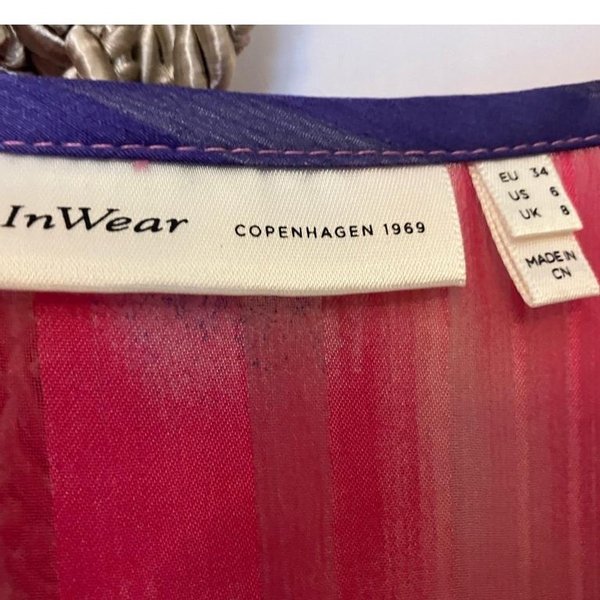 InWear COPENHAGEN 1969
EU 34
US 6
UK 8
MADE IN
CN